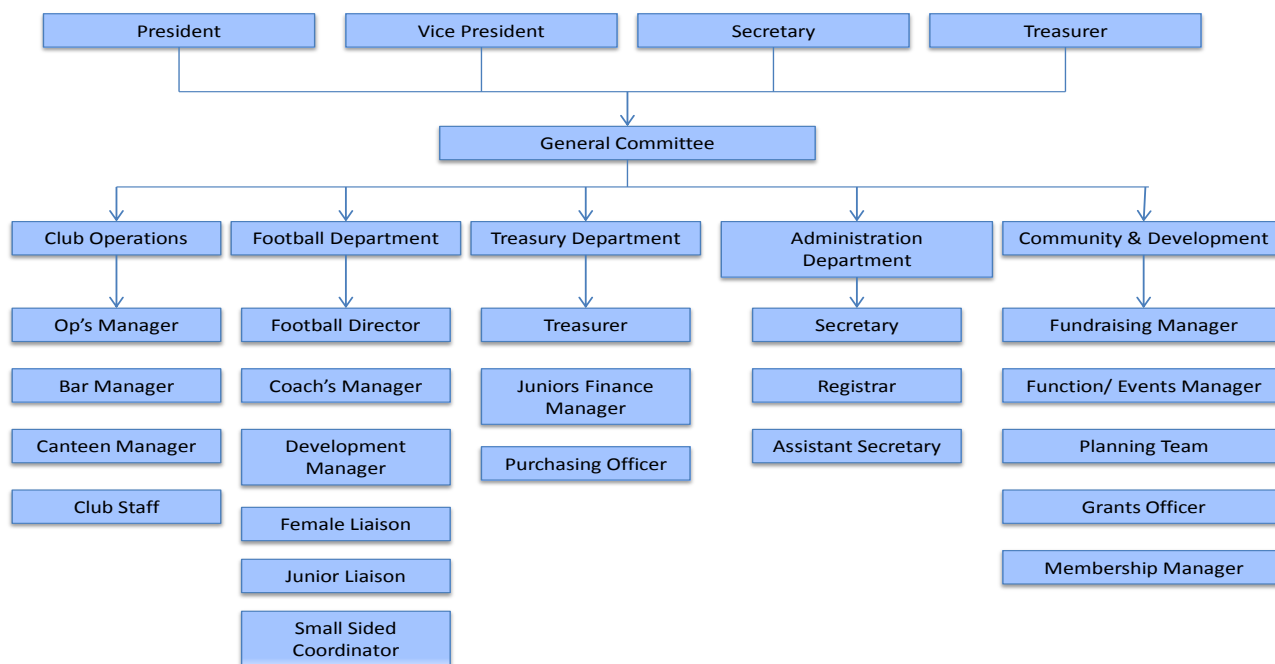 President
Vice President
Secretary
Treasurer
General Committee
Club Operations
Football Department
Treasury Department
Administration
Department
Community & Development
Op's Manager
Football Director
Treasurer
Secretary
Fundraising Manager
Bar Manager
Coach's Manager
Juniors Finance
Manager
Registrar
Function/ Events Manager
Canteen Manager
Development
Manager
Purchasing Officer
Assistant Secretary
Planning Team
Club Staff
Female Liaison
Grants Officer
Junior Liaison
Membership Manager
Small Sided
Coordinator